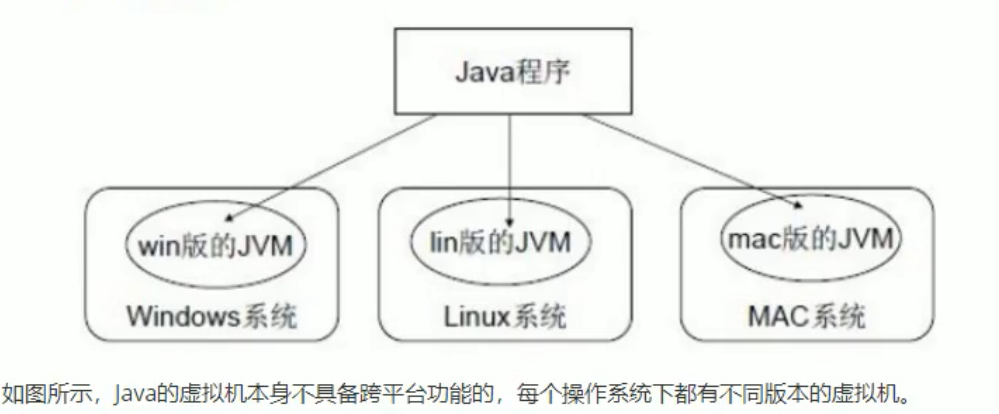 Java程序
win版的JVM
lin版的JVM
mac版的JVM
Windows系统
Linux系统
MAC系统
如图所示，Java的虚拟机本身不具备跨平台功能的，每个操作系统下都有不同版本的虚拟机。